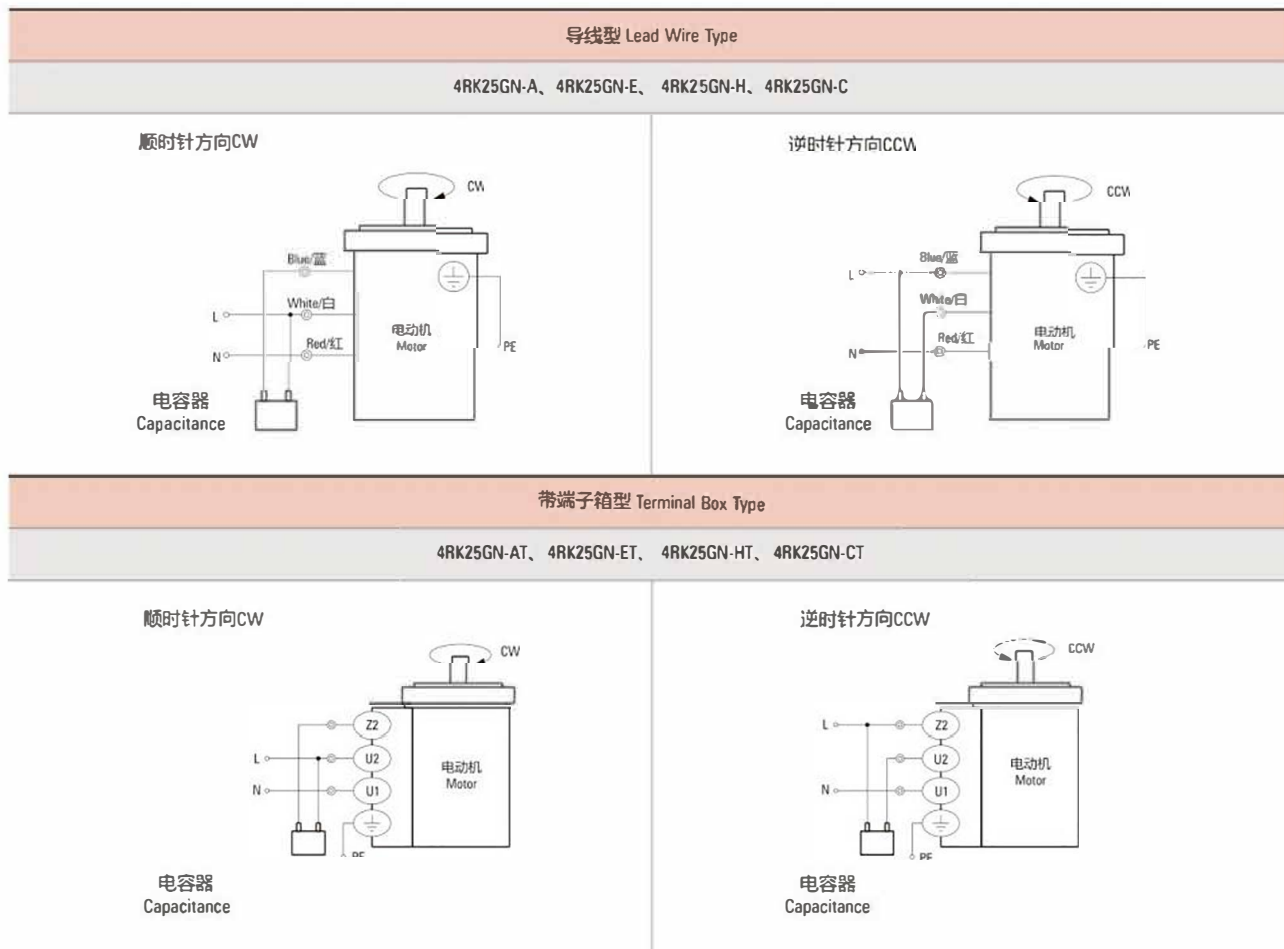 导线型 Lead Wire Type
4RK25GN-A、4RK25GN-E、 4RK25GN-H、4RK25GN-C
顺时针方向CW
CW
Blue/蓝
White/白
L
电动机
Motor
Red/红
N
PE
电容器
Capacitance
逆时针方向CCW
CCW
Blue/蓝
L
White/白
电动机
Motor
Red/红
N
PE
电容器
Capacitance
带端子箱型 Terminal Box Type
4RK25GN-AT、 4RK25GN-ET、 4RK25GN-HT、 4RK25GN-CT
顺时针方向CW
CW
Z2
L
U2
电动机
Motor
N
U1
PE
电容器
Capacitance
逆时针方向CCW
CCW
L
Z2
U2
电动机
Motor
N
U1
PE
电容器
Capacitance